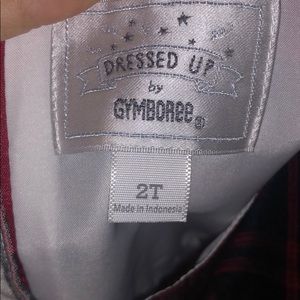 DRESSED UP
by
GYMBOREE®
2T
Made in Indonesia